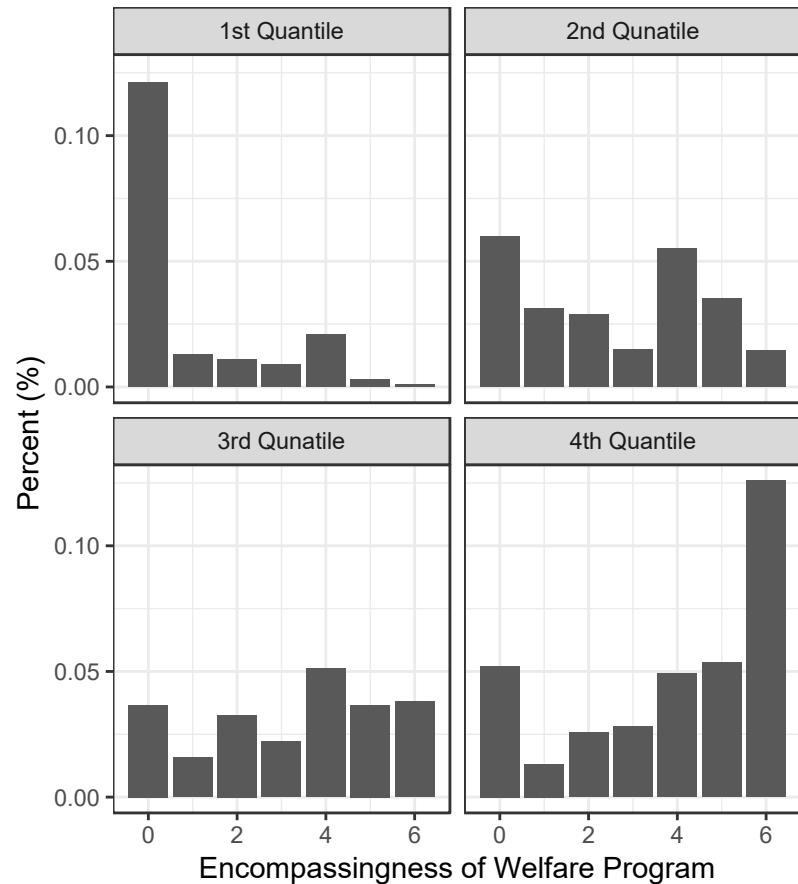 1st Quantile
2nd Qunatile
0.10
0.05
0.00
3rd Qunatile
4th Quantile
0.10
0.05
0.00
0 2 4 6
0 2 4 6
Percent (%)
Encompassingness of Welfare Program